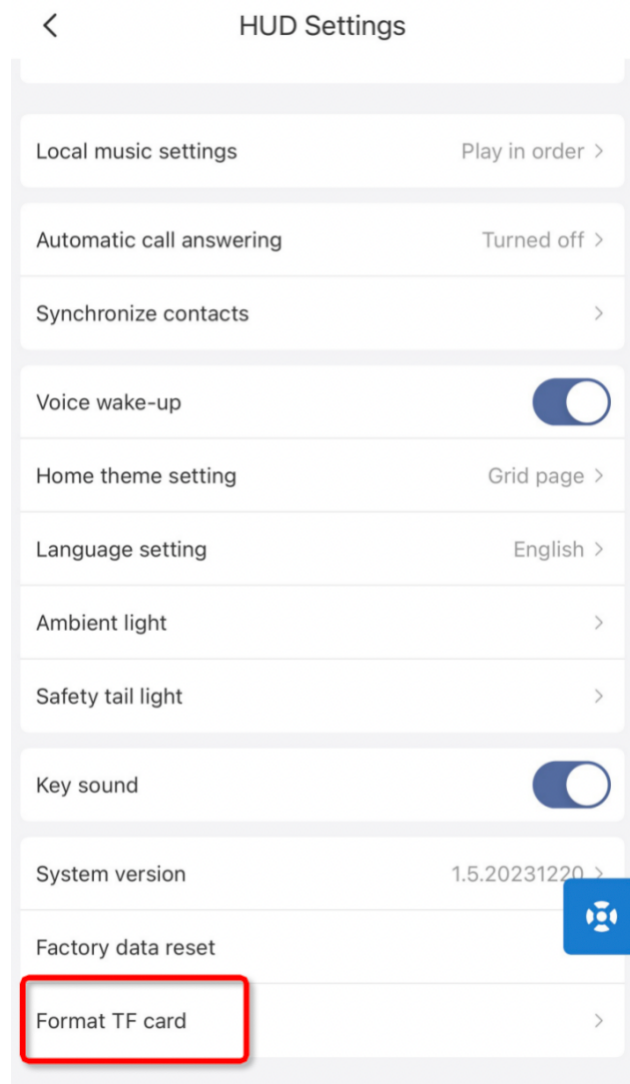 HUD Settings
Local music settings Play in order
Automatic call answering Turned off
Synchronize contacts
Voice wake-up
Home theme setting Grid page
Language setting English
Ambient light
Safety tail light
Key sound
System version 1.5.20231220
Factory data reset
Format TF card